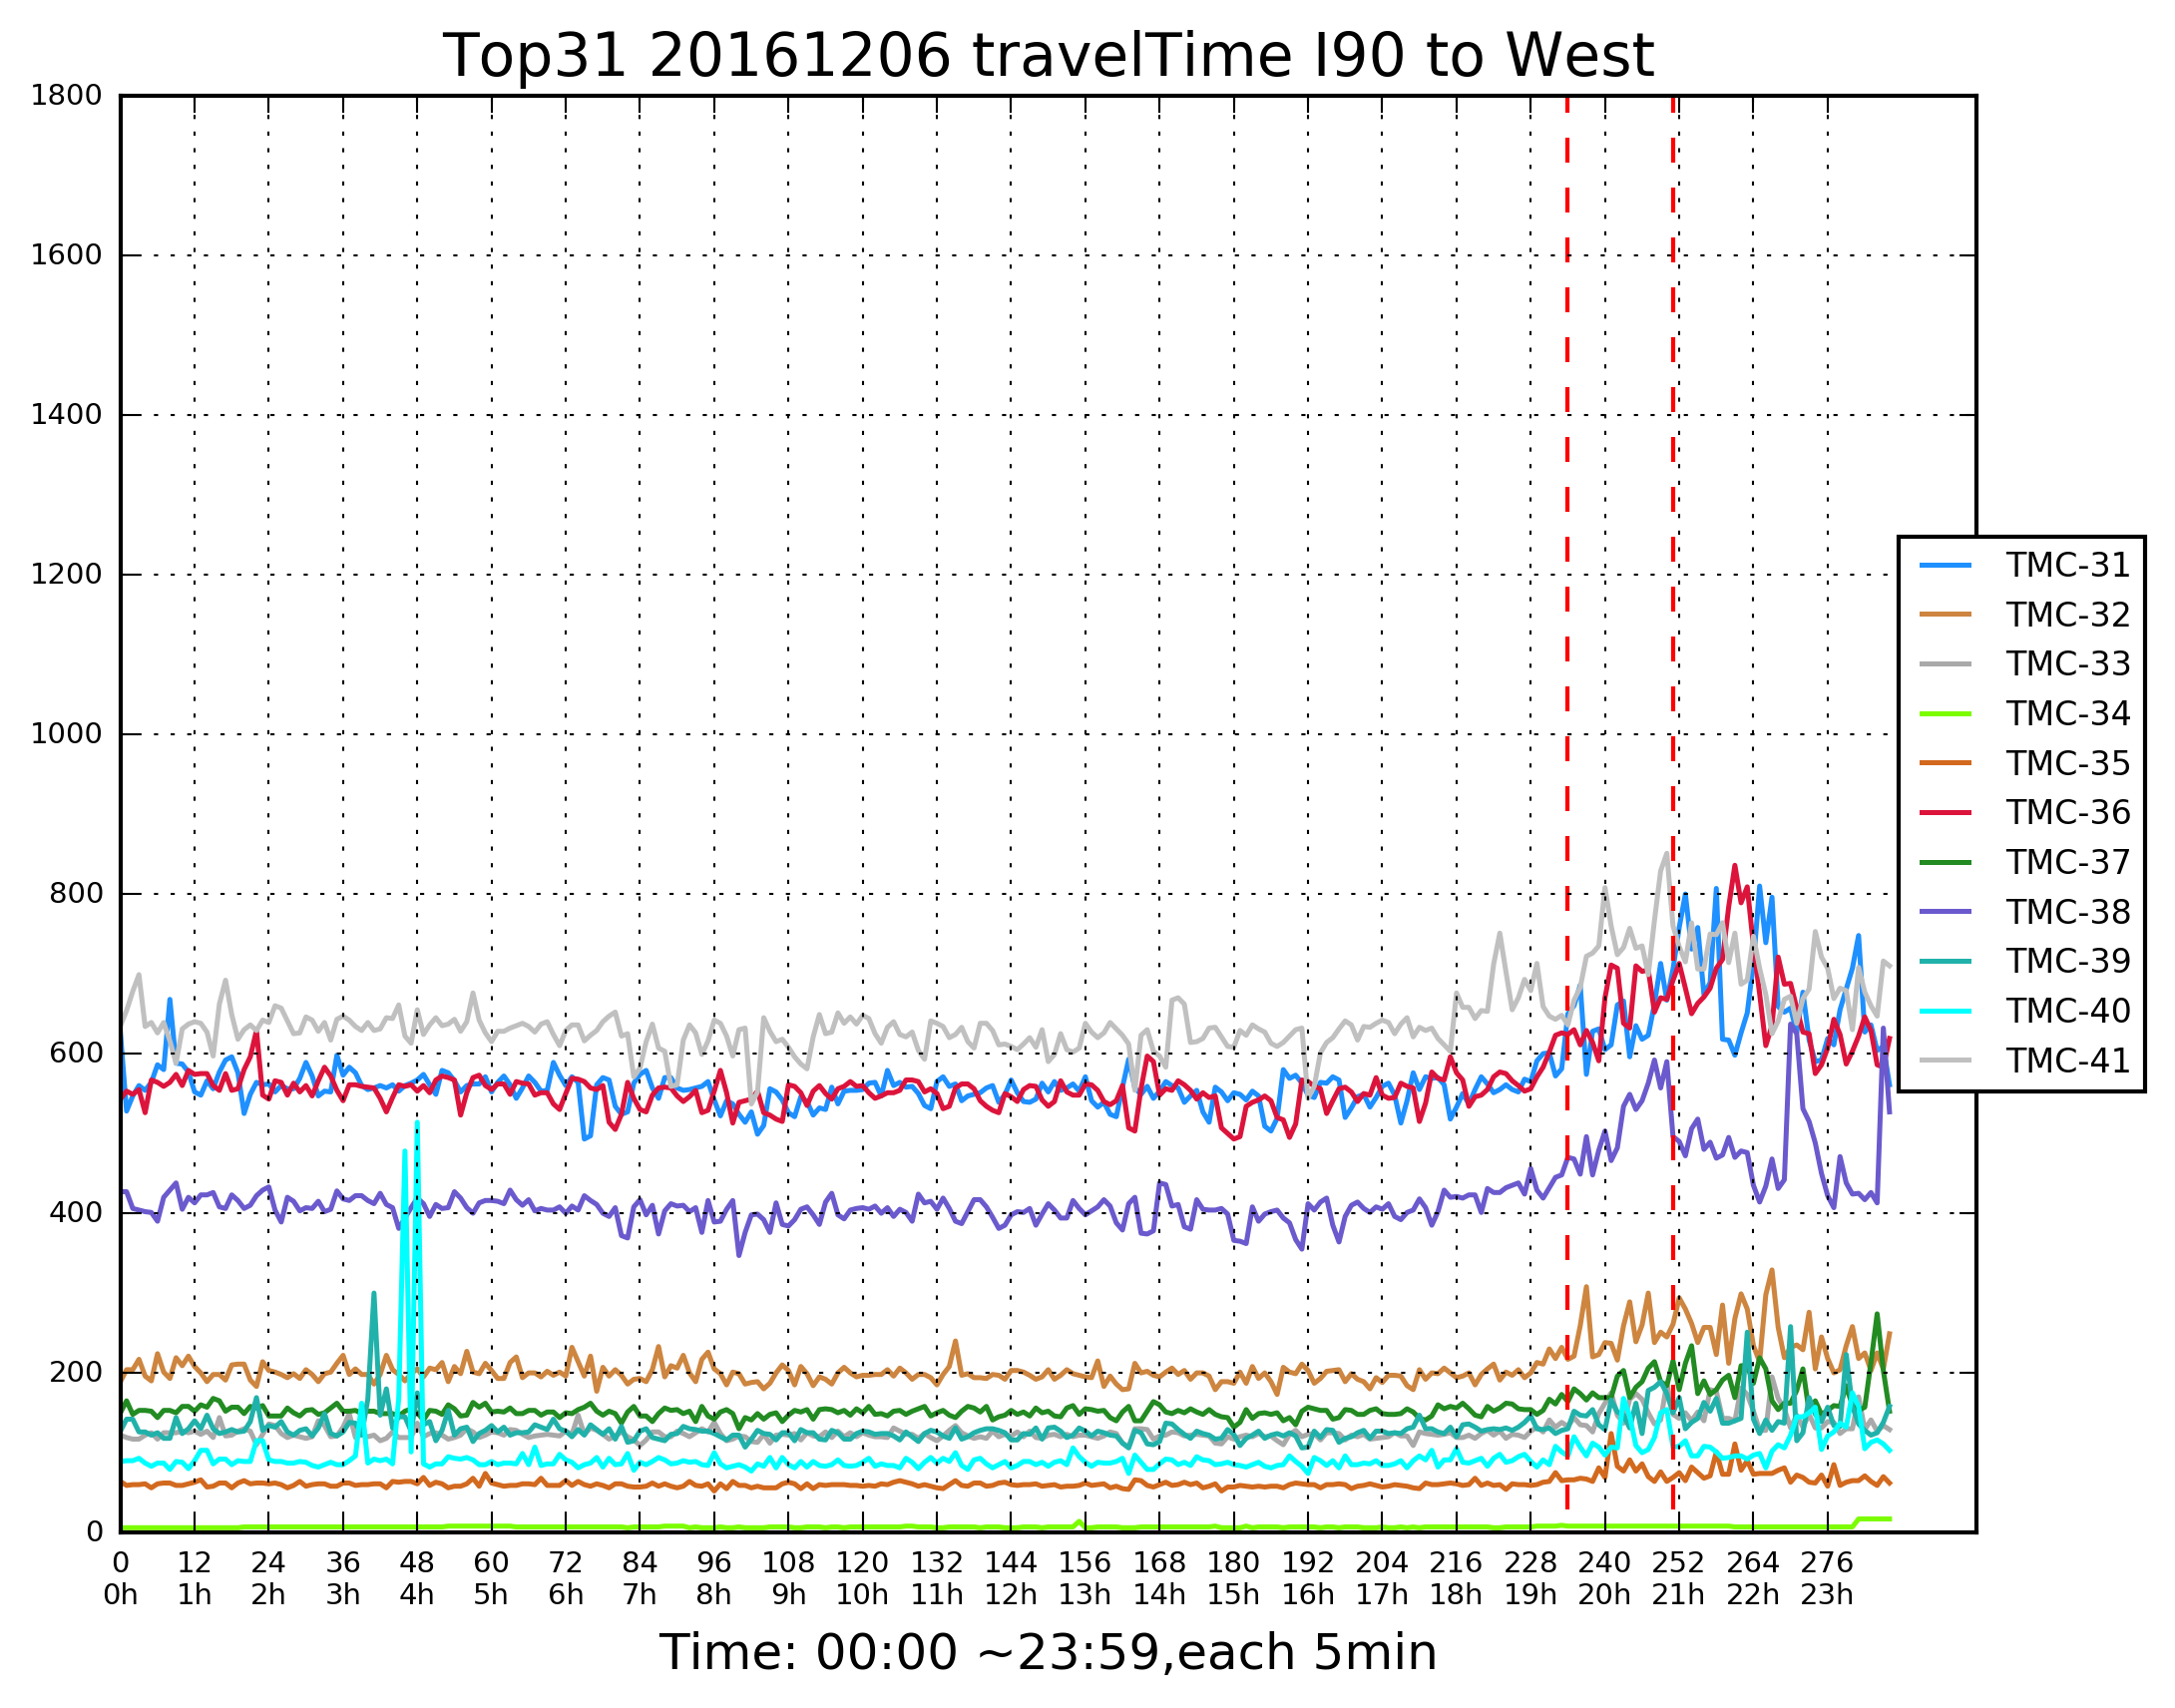 Top31 20161206 travelTime I90 to West
1800
1600
1400
1200
1000
800
600
400
200
0
TMC-31
TMC-32
TMC-33
TMC-34
TMC-35
TMC-36
TMC-37
TMC-38
TMC-39
TMC-40
TMC-41
0 12 24 36 48 60 72 84 96 108 120 132 144 156 168 180 192 204 216 228 240 252 264 276
0h 1h 2h 3h 4h 5h 6h 7h 8h 9h 10h 11h 12h 13h 14h 15h 16h 17h 18h 19h 20h 21h 22h 23h
Time: 00:00 ~23:59,each 5min